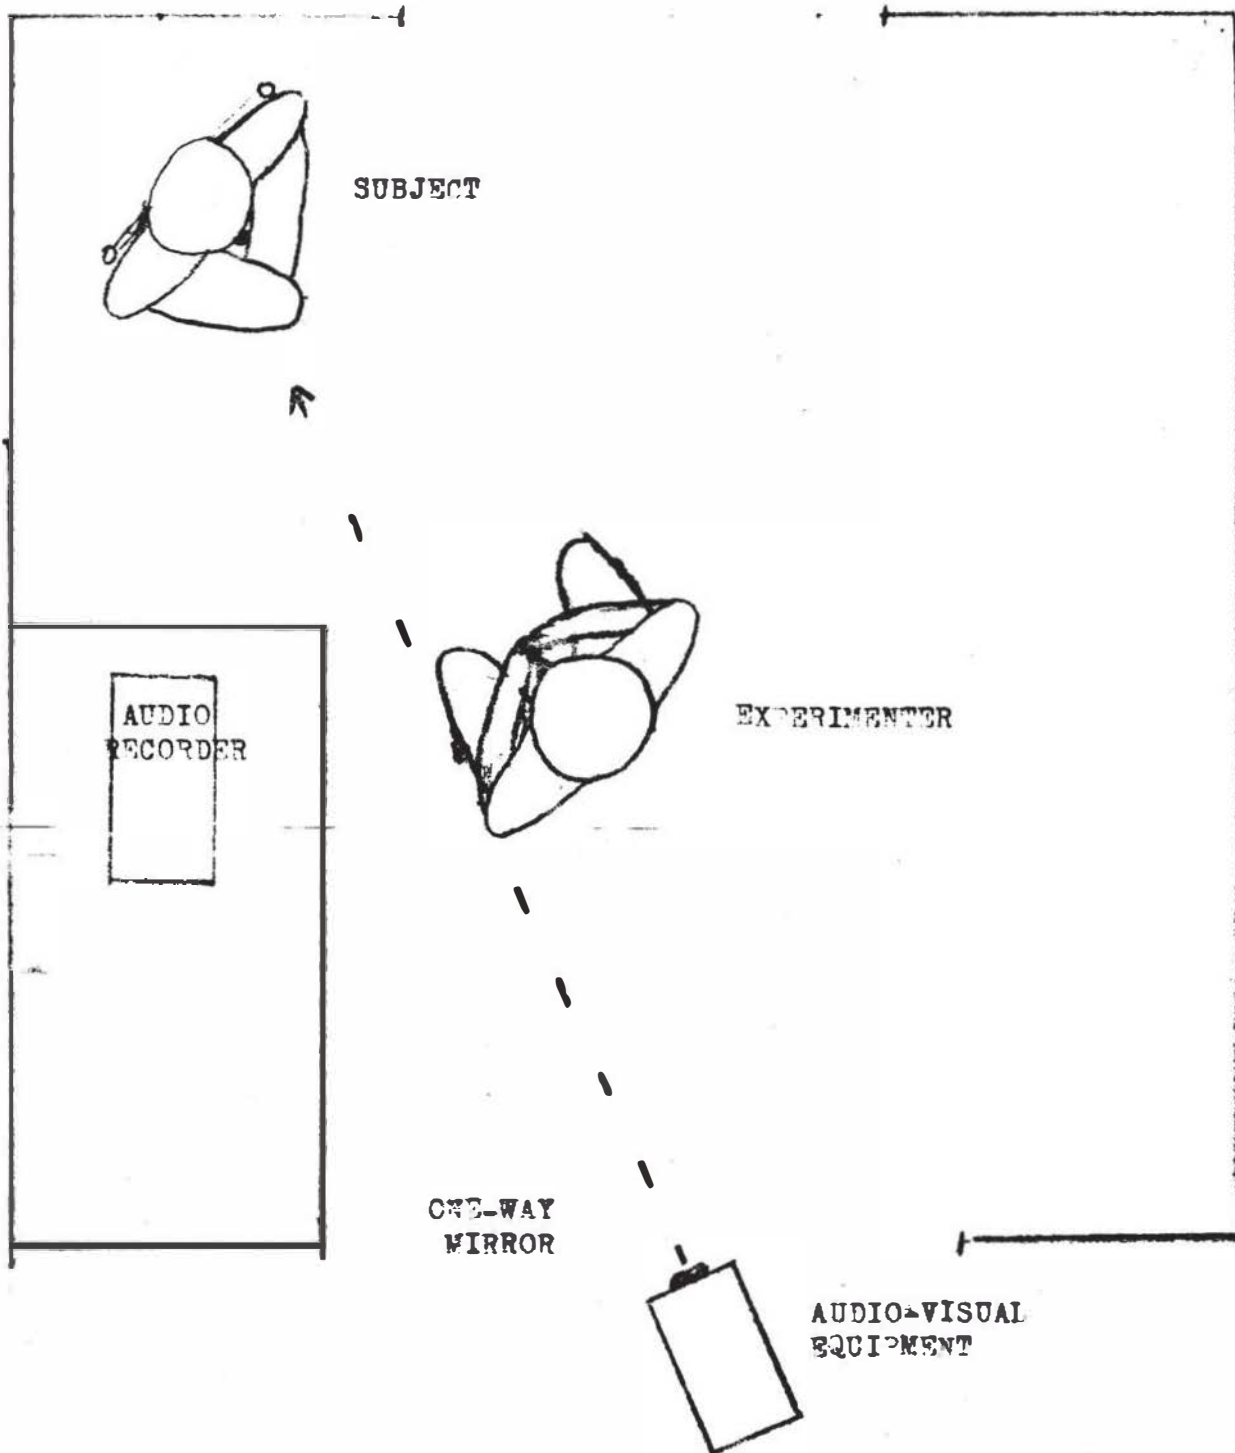 SUBJECT
AUDIO
RECORDER
EXPERIMENTER
ONE-WAY
MIRROR
AUDIO-VISUAL
EQUIPMENT